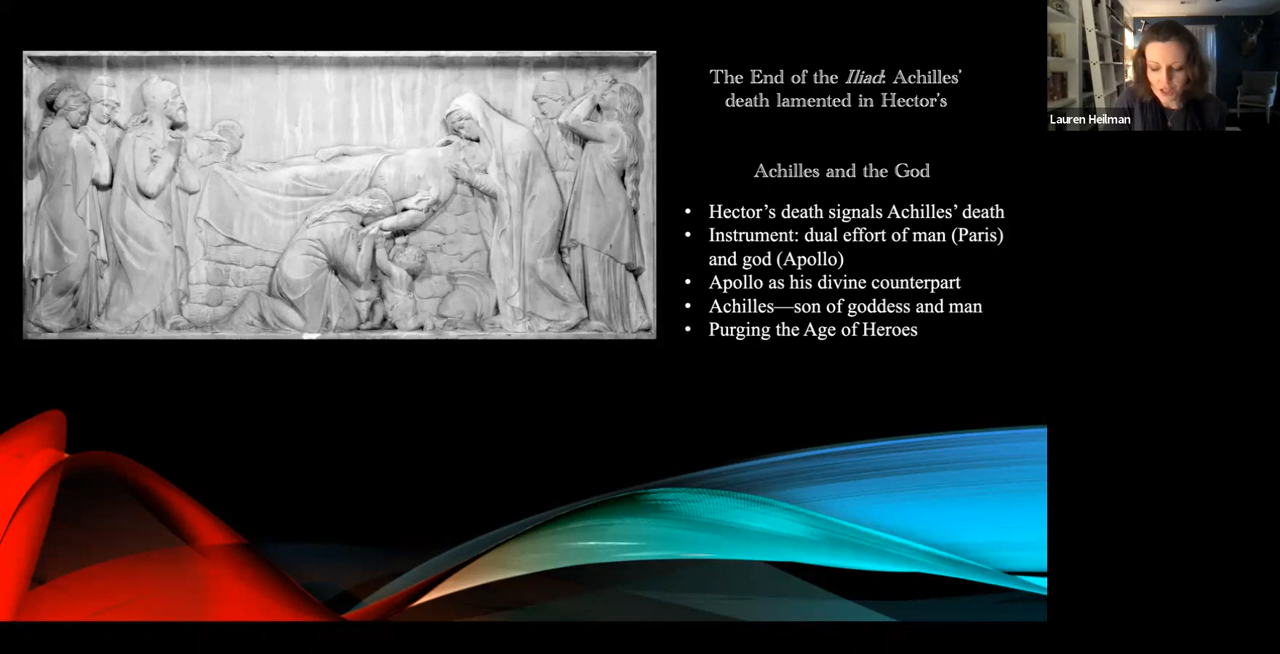 The End of the Iliad: Achilles'
death lamented in Hector's
Achilles and the God
• Hector's death signals Achilles' death
• Instrument: dual effort of man (Paris)
and god (Apollo)
• Apollo as his divine counterpart
• Achilles—son of goddess and man
• Purging the Age of Heroes
Lauren Heilman